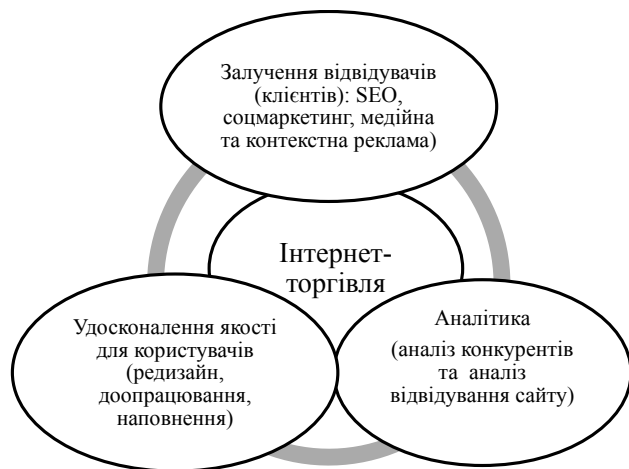 Залучення відвідувачів
(клієнтів): SEO,
соцмаркетинг, медійна
та контекстна реклама)
Інтернет-
торгівля
Удосконалення якості
для користувачів
(редизайн,
доопрацювання,
наповнення)
Аналітика
(аналіз конкурентів
та аналіз
відвідування сайту)